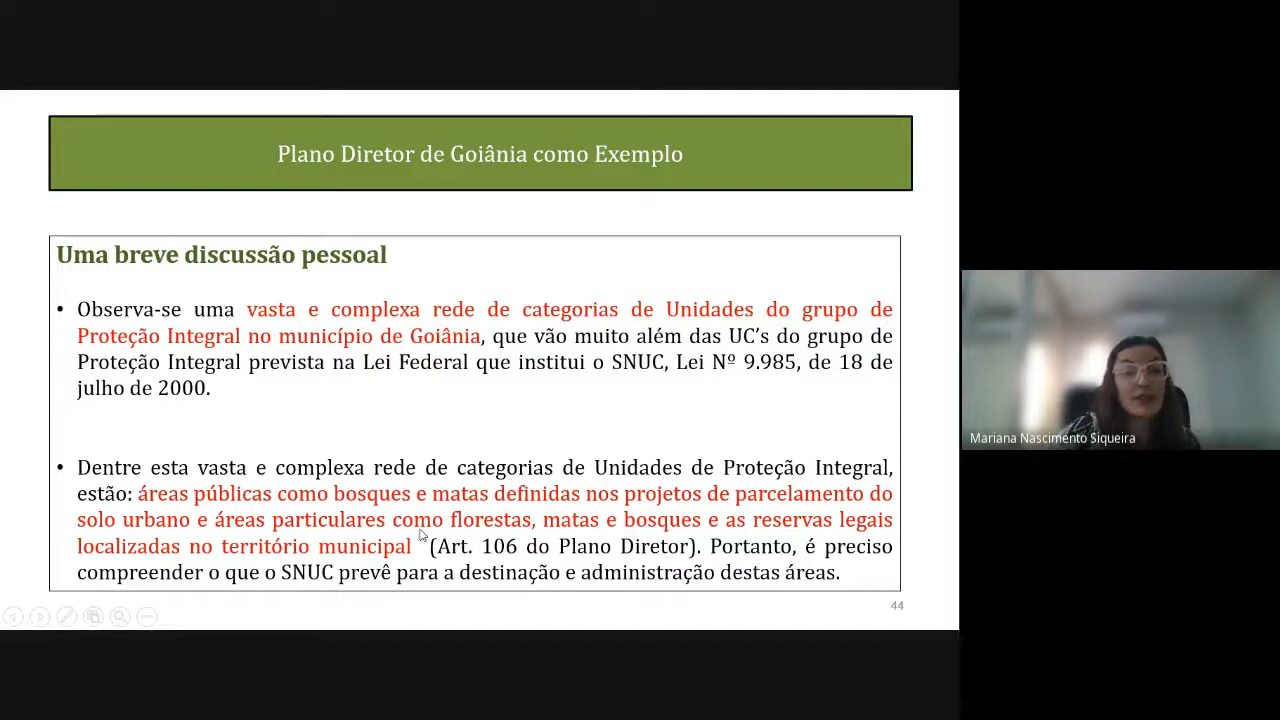 Plano Diretor de Goiânia como Exemplo
Uma breve discussão pessoal
• Observa-se uma vasta e complexa rede de categorias de Unidades do grupo de
Proteção Integral no município de Goiânia, que vão muito além das UC’s do grupo de
Proteção Integral prevista na Lei Federal que institui o SNUC, Lei Nº 9.985, de 18 de
julho de 2000.
• Dentre esta vasta e complexa rede de categorias de Unidades de Proteção Integral,
estão: áreas públicas como bosques e matas definidas nos projetos de parcelamento do
solo urbano e áreas particulares como florestas, matas e bosques e as reservas legais
localizadas no território municipal (Art. 106 do Plano Diretor). Portanto, é preciso
compreender o que o SNUC prevê para a destinação e administração destas áreas.
44
Mariana Nascimento Siqueira